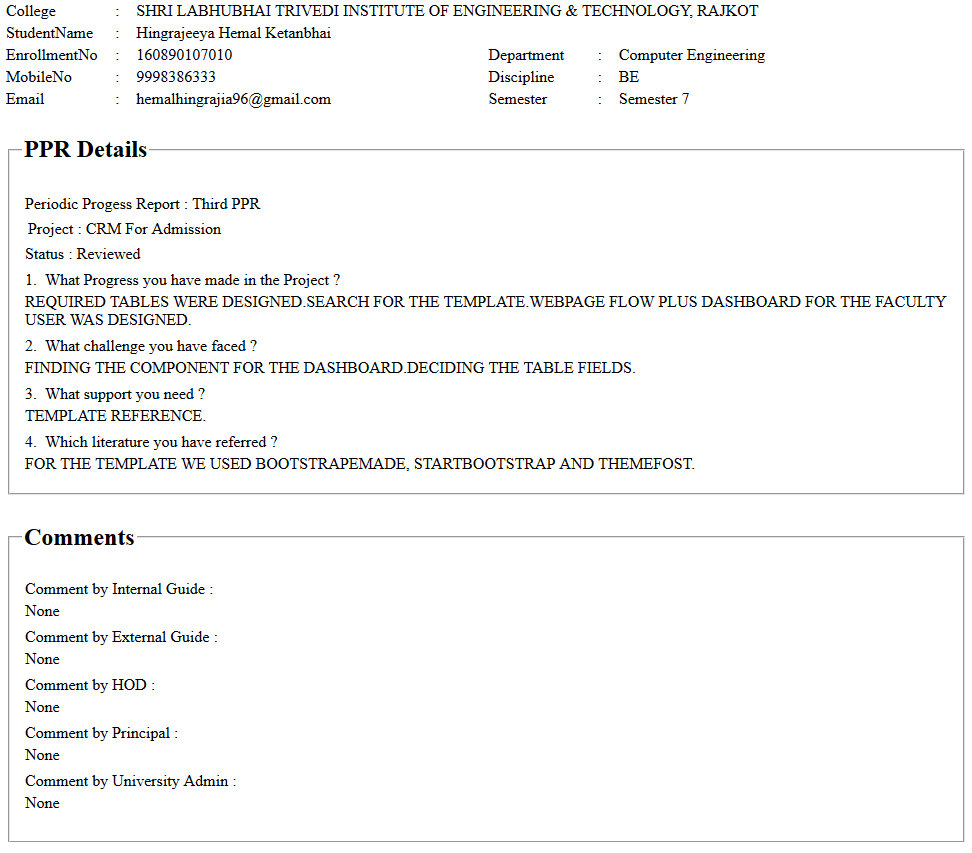 College : SHRI LABHUBHAI TRIVEDI INSTITUTE OF ENGINEERING & TECHNOLOGY, RAJKOT
StudentName : Hingrajeeya Hemal Ketanbhai
EnrollmentNo : 160890107010 Department : Computer Engineering
MobileNo : 9998386333 Discipline : BE
Email : hemalhingrajia96@gmail.com Semester : Semester 7
PPR Details
Periodic Progess Report : Third PPR
Project : CRM For Admission
Status : Reviewed
1. What Progress you have made in the Project ?
REQUIRED TABLES WERE DESIGNED.SEARCH FOR THE TEMPLATE.WEBPAGE FLOW PLUS DASHBOARD FOR THE FACULTY
USER WAS DESIGNED.
2. What challenge you have faced ?
FINDING THE COMPONENT FOR THE DASHBOARD.DECIDING THE TABLE FIELDS.
3. What support you need ?
TEMPLATE REFERENCE.
4. Which literature you have referred ?
FOR THE TEMPLATE WE USED BOOTSTRAPEMADE, STARTBOOTSTRAP AND THEMEFOST.
Comments
Comment by Internal Guide :
None
Comment by External Guide :
None
Comment by HOD :
None
Comment by Principal :
None
Comment by University Admin :
None